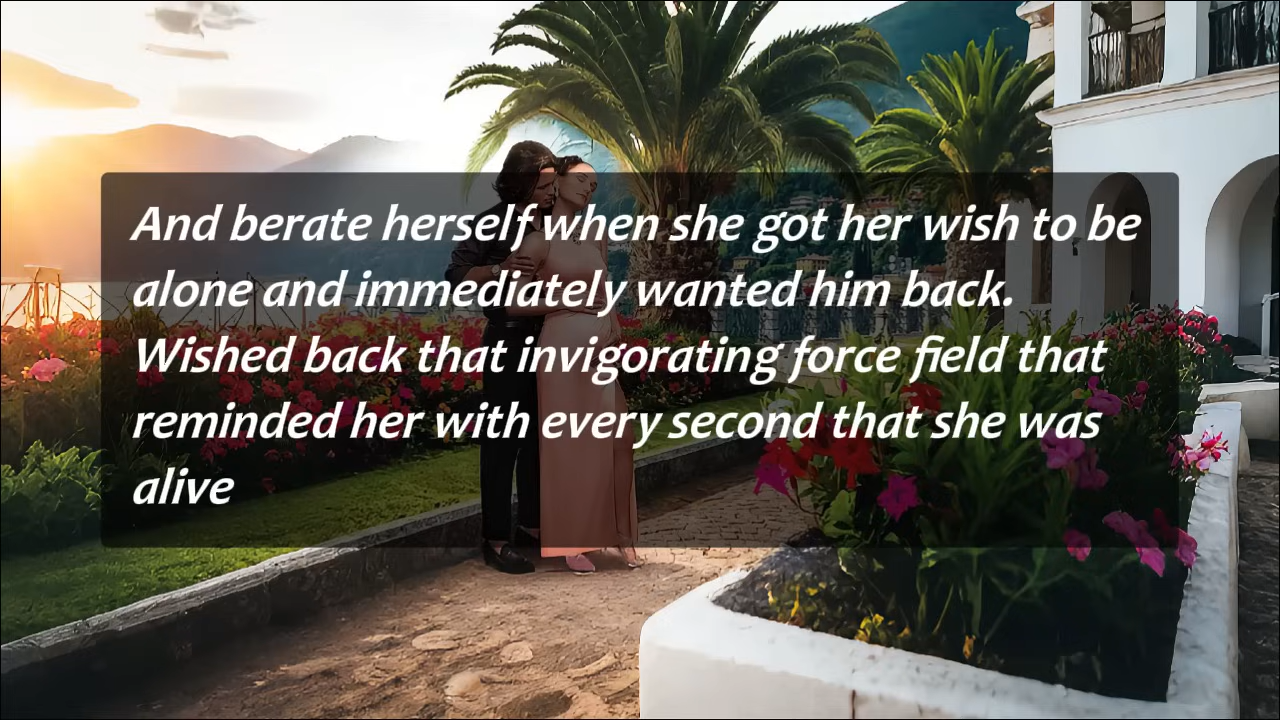 And berate herself when she got her wish to be
alone and immediately wanted him back.
Wished back that invigorating force field that
reminded her with every second that she was
alive